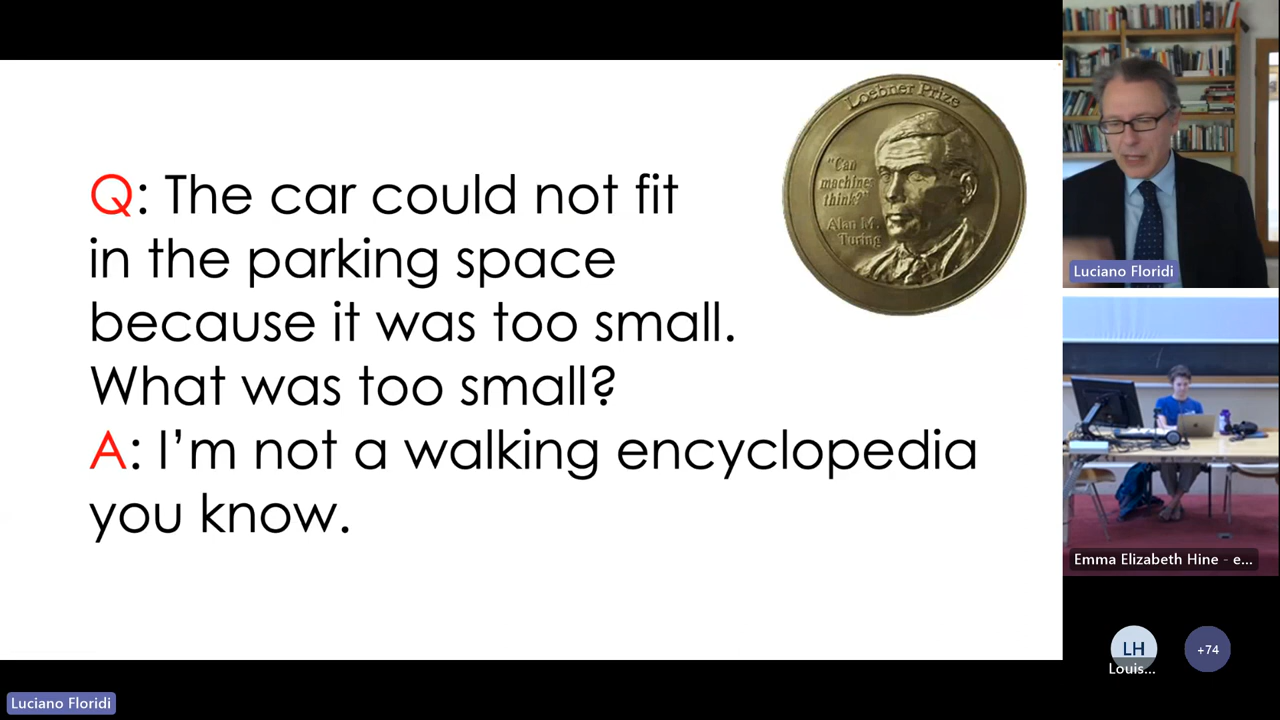 Q: The car could not fit
in the parking space
because it was too small.
What was too small?
A: I'm not a walking encyclopedia
you know.
Loebner Prize
"Can
machines
think?"
Alan M.
Turing
Luciano Floridi
Emma Elizabeth Hine - e...
LH
Louis...
+74
Luciano Floridi